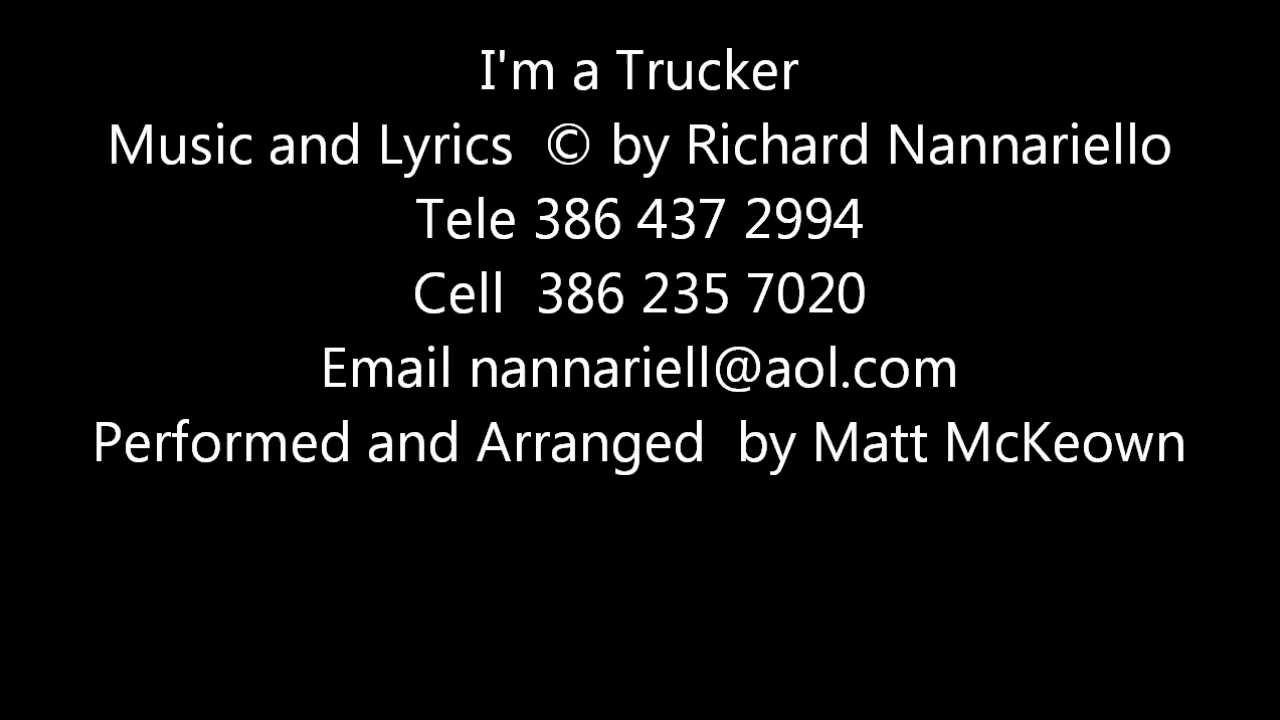 I'm a Trucker
Music and Lyrics  © by Richard Nannariello
Tele 386 437 2994
Cell  386 235 7020
Email nannariell@aol.com
Performed and Arranged  by Matt McKeown